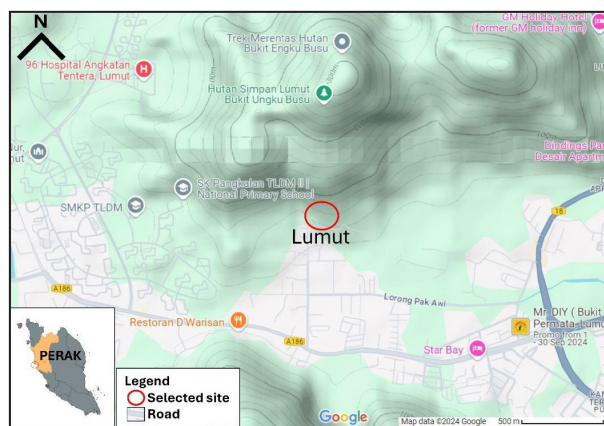 N
GM Holiday Hotel
(former GM holiday inn)
Trek Merentas Hutan
Bukit Engku Busu
96 Hospital Angkatan
Tentera, Lumut
H
300m
Hutan Simpan Lumut
Bukit Ungku Busu
100m
Dindings
Desair
SK Pangkalan TLDM II |
National Primary School
SMKP TLDM
18
Lumut
A186
Lorong Pak Awi
Mr. DIY ( Bukit
Permata Lumu
Promo from 1
- 30 Sep 2024
Restoran D'Warisan
A186
Star Bay
PERAK
Legend
Selected site
Road
Google
Map data ©2024 Google
500 m